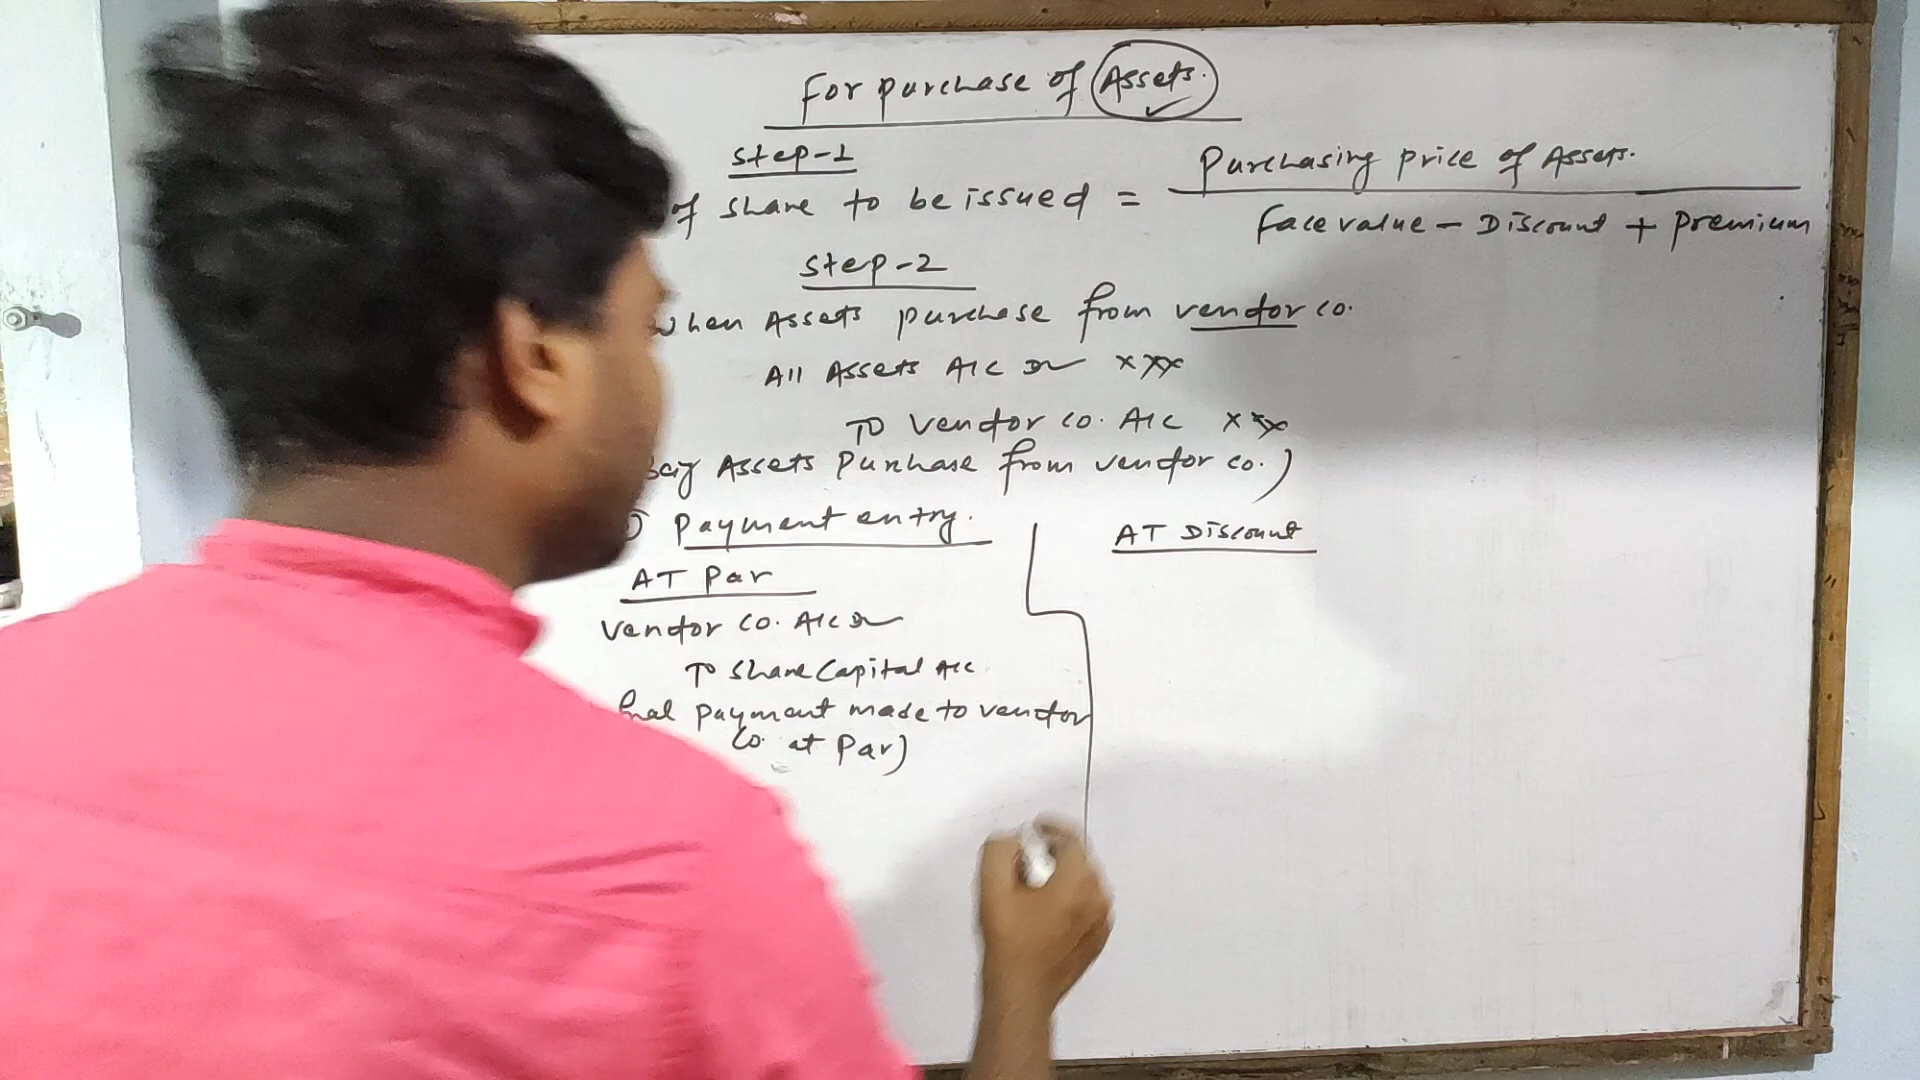 For purchase of Assets.
Step-1
of share to be issued = Purchasing price of Assets.
Face value - Discount + Premium
Step-2
when Assets purchase from vendor co.
All Assets A/c Dr xxx
To vendor co. A/c xxx
Assets Purchase from vendor co.)
Payment entry.
AT Discount
AT Par
Vendor co. A/c Dr
To Share Capital A/c
payment made to vendor
co. at Par)